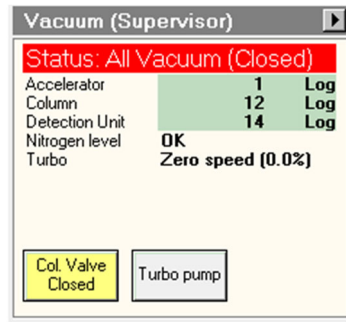 Vacuum (Supervisor)
Status: All Vacuum (Closed)
Accelerator 1 Log
Column 12 Log
Detection Unit 14 Log
Nitrogen level OK
Turbo Zero speed (0.0%)
Col. Valve
Closed
Turbo pump